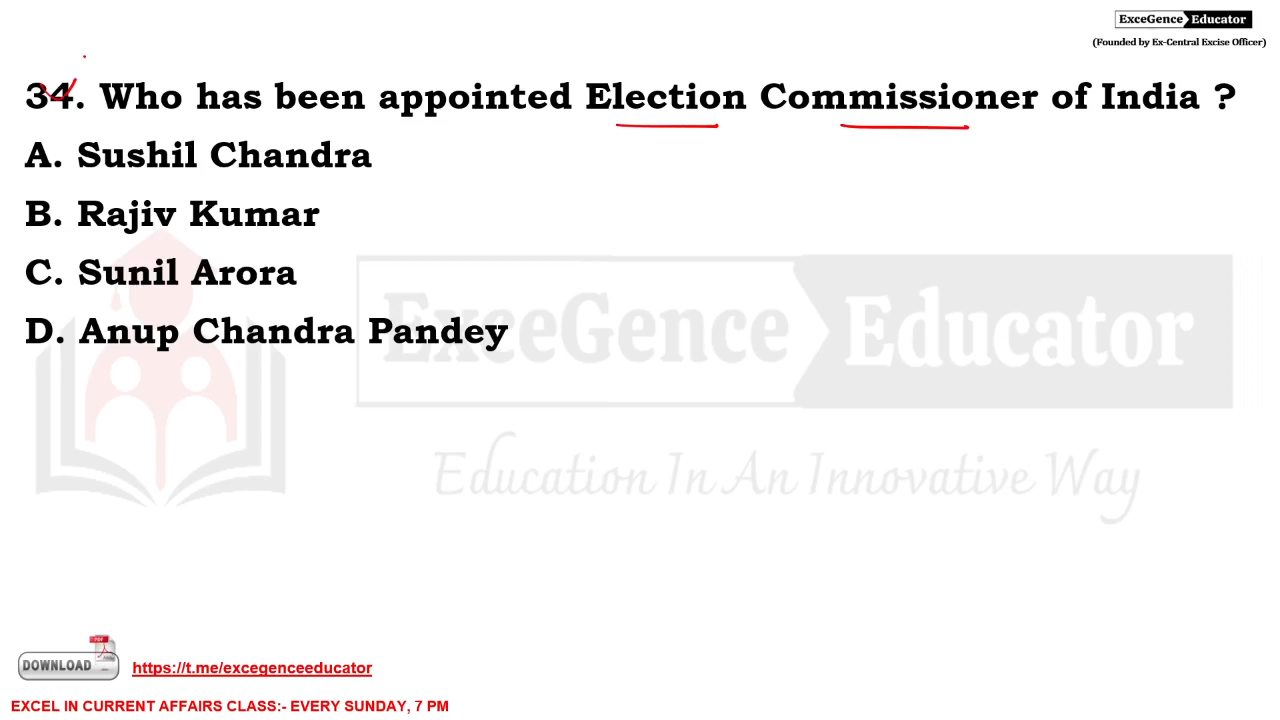 ExceGence Educator
(Founded by Ex-Central Excise Officer)
34. Who has been appointed Election Commissioner of India ?
A. Sushil Chandra
B. Rajiv Kumar
C. Sunil Arora
D. Anup Chandra Pandey
ExceGence Educator
Education In An Innovative Way
PDF
DOWNLOAD
https://t.me/excegenceeducator
EXCEL IN CURRENT AFFAIRS CLASS:- EVERY SUNDAY, 7 PM